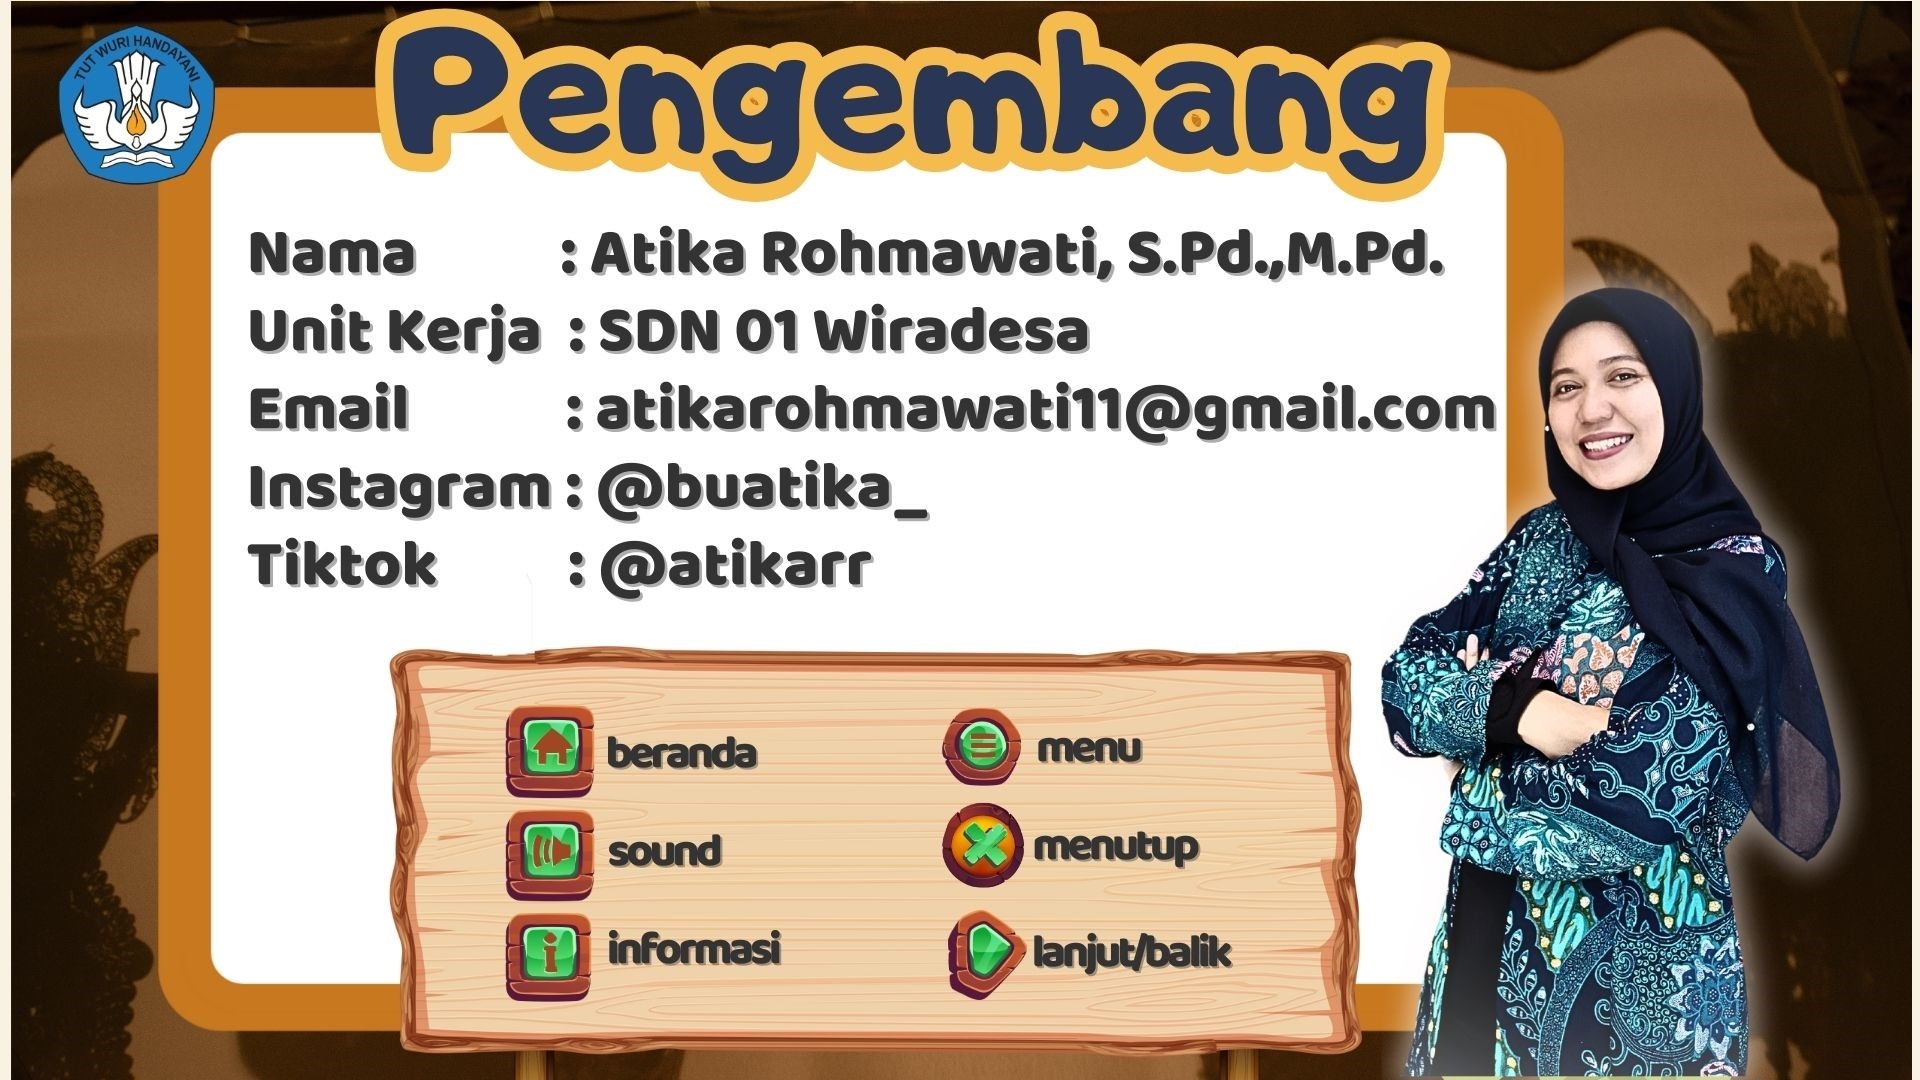 TUT WURI HANDAYANI
Pengembang
Nama : Atika Rohmawati, S.Pd.,M.Pd.
Unit Kerja : SDN 01 Wiradesa
Email : atikarohmawati11@gmail.com
Instagram : @buatika_
Tiktok : @atikarr
beranda
menu
sound
menutup
informasi
lanjut/balik